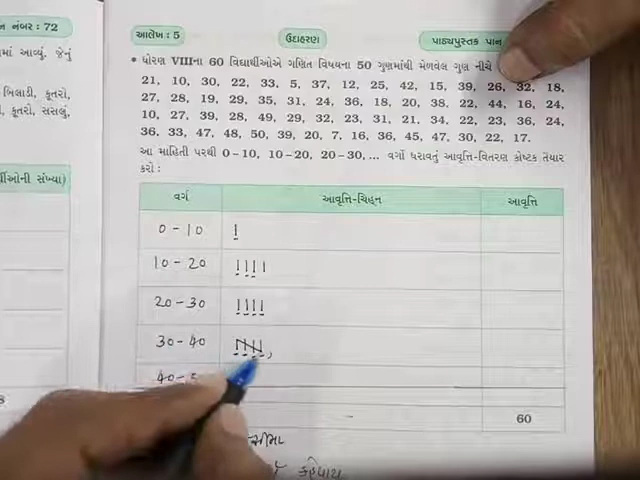 ન નંબર : 72
આલેખ : 5 ઉદાહરણ પાઠ્યપુસ્તક પાન
માં આવ્યું. જેનું
• ધોરણ VIIIના 60 વિદ્યાર્થીઓએ ગણિત વિષયના 50 ગુણમાંથી મેળવેલ ગુણ નીચે
21, 10, 30, 22, 33, 5, 37, 12, 25, 42, 15, 39, 26, 32, 18,
બિલાડી, કૂતરો,
27, 28, 19, 29, 35, 31, 24, 36, 18, 20, 38, 22, 44, 16, 24,
કૂતરો, સસલું,
10, 27, 39, 28, 49, 29, 32, 23, 31, 21, 34, 22, 23, 36, 24,
36, 33, 47, 48, 50, 39, 20, 7, 16, 36, 45, 47, 30, 22, 17.
આ માહિતી પરથી 0 – 10, 10 – 20, 20 – 30, ... વર્ગો ધરાવતું આવૃત્તિ-વિતરણ કોષ્ટક તૈયાર
કરો :
ીઓની સંખ્યા)
વર્ગ આવૃત્તિ-ચિહ્ન આવૃત્તિ
0 – 10
10 – 20
20 – 30
30 – 40
60
સીમા
કહેવાય